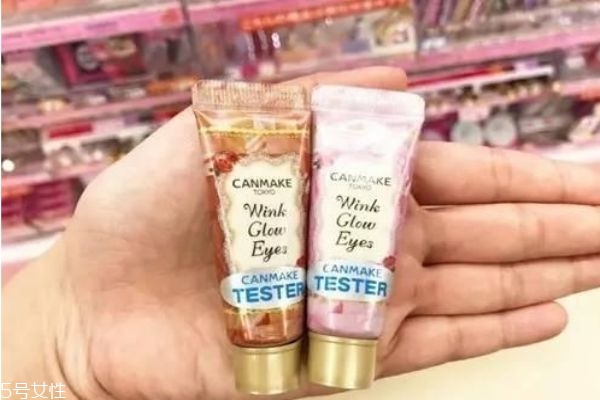 CANMAKE
TOKYO
Wink
Glow
Eyes
CANMAKE
TESTER
CANMAKE
TOKYO
Wink
Glow
Eyes
CANMAKE
TESTER
5号女性